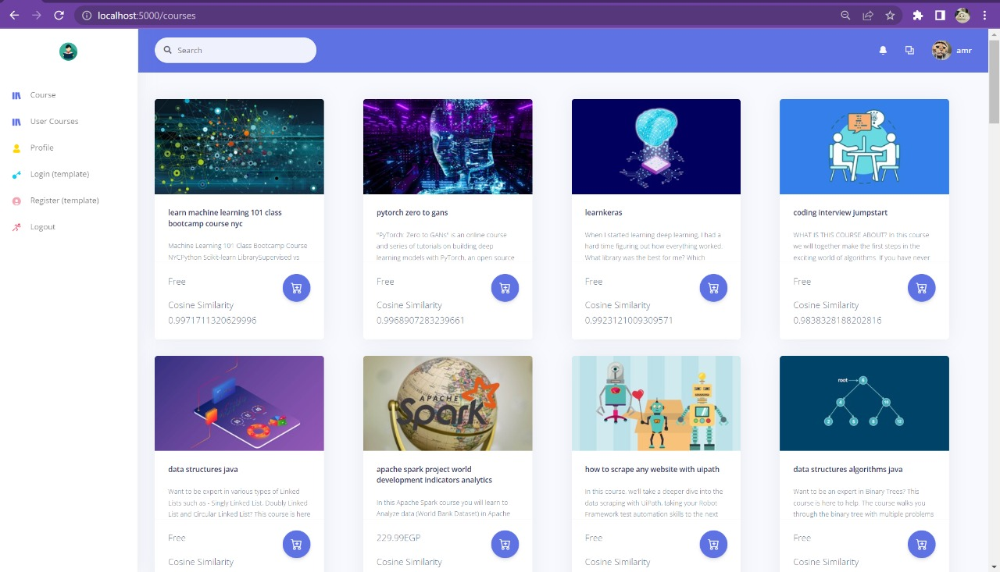 localhost:5000/courses
Search
amr
Course
User Courses
Profile
Login (template)
Register (template)
Logout
learn machine learning 101 class
bootcamp course nyc
Machine Learning 101 Class Bootcamp Course
NYCPython Scikit-learn LibrarySupervised vs
Free
Cosine Similarity
0.9971711320629996
pytorch zero to gans
"PyTorch: Zero to GANs" is an online course
and series of tutorials on building deep
learning models with PyTorch, an open source
Free
Cosine Similarity
0.9968907283239661
learnkeras
When I started learning deep learning, I had a
hard time figuring out how everything worked.
What library was the best for me? Which
Free
Cosine Similarity
0.9923121009309571
coding interview jumpstart
WHAT IS THIS COURSE ABOUT? In this course
we will together make the first steps in the
exciting world of algorithms. If you have never
Free
Cosine Similarity
0.9838328188202816
data structures java
Want to be expert in various types of Linked
Lists such as - Singly Linked List, Doubly Linked
List and Circular Linked List? This course is here
Free
Cosine Similarity
APACHE
Spark
apache spark project world
development indicators analytics
In this Apache Spark course you will learn to
Analyze data (World Bank Dataset) in Apache
229.99EGP
Cosine Similarity
how to scrape any website with uipath
In this course, we'll take a deeper dive into the
data scraping with UiPath, taking your Robot
Framework test automation skills to the next
Free
Cosine Similarity
root
data structures algorithms java
Want to be an expert in Binary Trees? This
course is here to help. The course walks you
through the binary tree with multiple problems
Free
Cosine Similarity